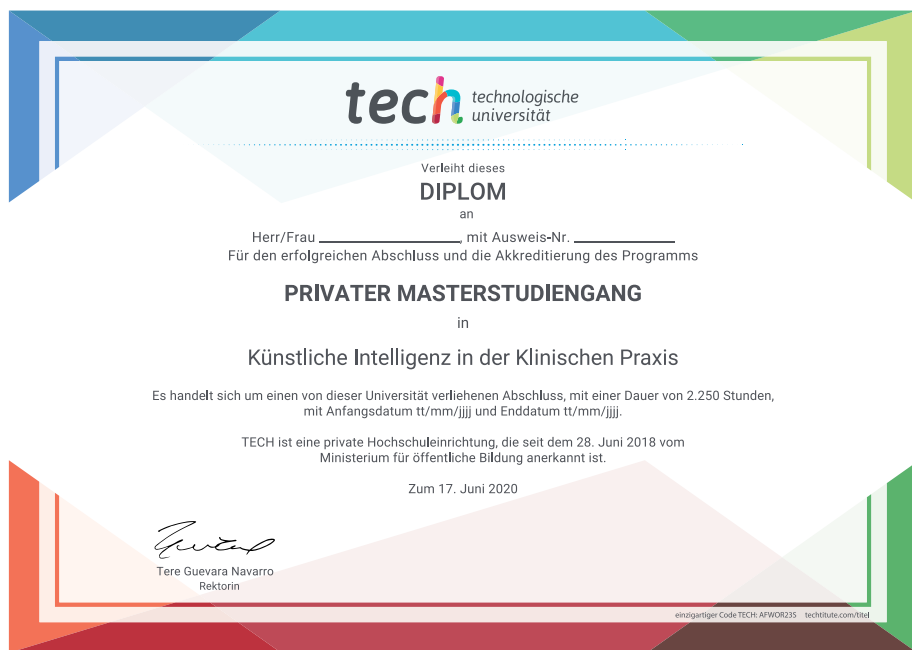 tech technologische
universität
Verleiht dieses
DIPLOM
an
Herr/Frau , mit Ausweis-Nr.
Für den erfolgreichen Abschluss und die Akkreditierung des Programms
PRIVATER MASTERSTUDIENGANG
in
Künstliche Intelligenz in der Klinischen Praxis
Es handelt sich um einen von dieser Universität verliehenen Abschluss, mit einer Dauer von 2.250 Stunden,
mit Anfangsdatum tt/mm/jjjj und Enddatum tt/mm/jjjj.
TECH ist eine private Hochschuleinrichtung, die seit dem 28. Juni 2018 vom
Ministerium für öffentliche Bildung anerkannt ist.
Zum 17. Juni 2020
Tere Guevara Navarro
Rektorin
einzigartiger Code TECH: AFWOR23S techtitute.com/titel